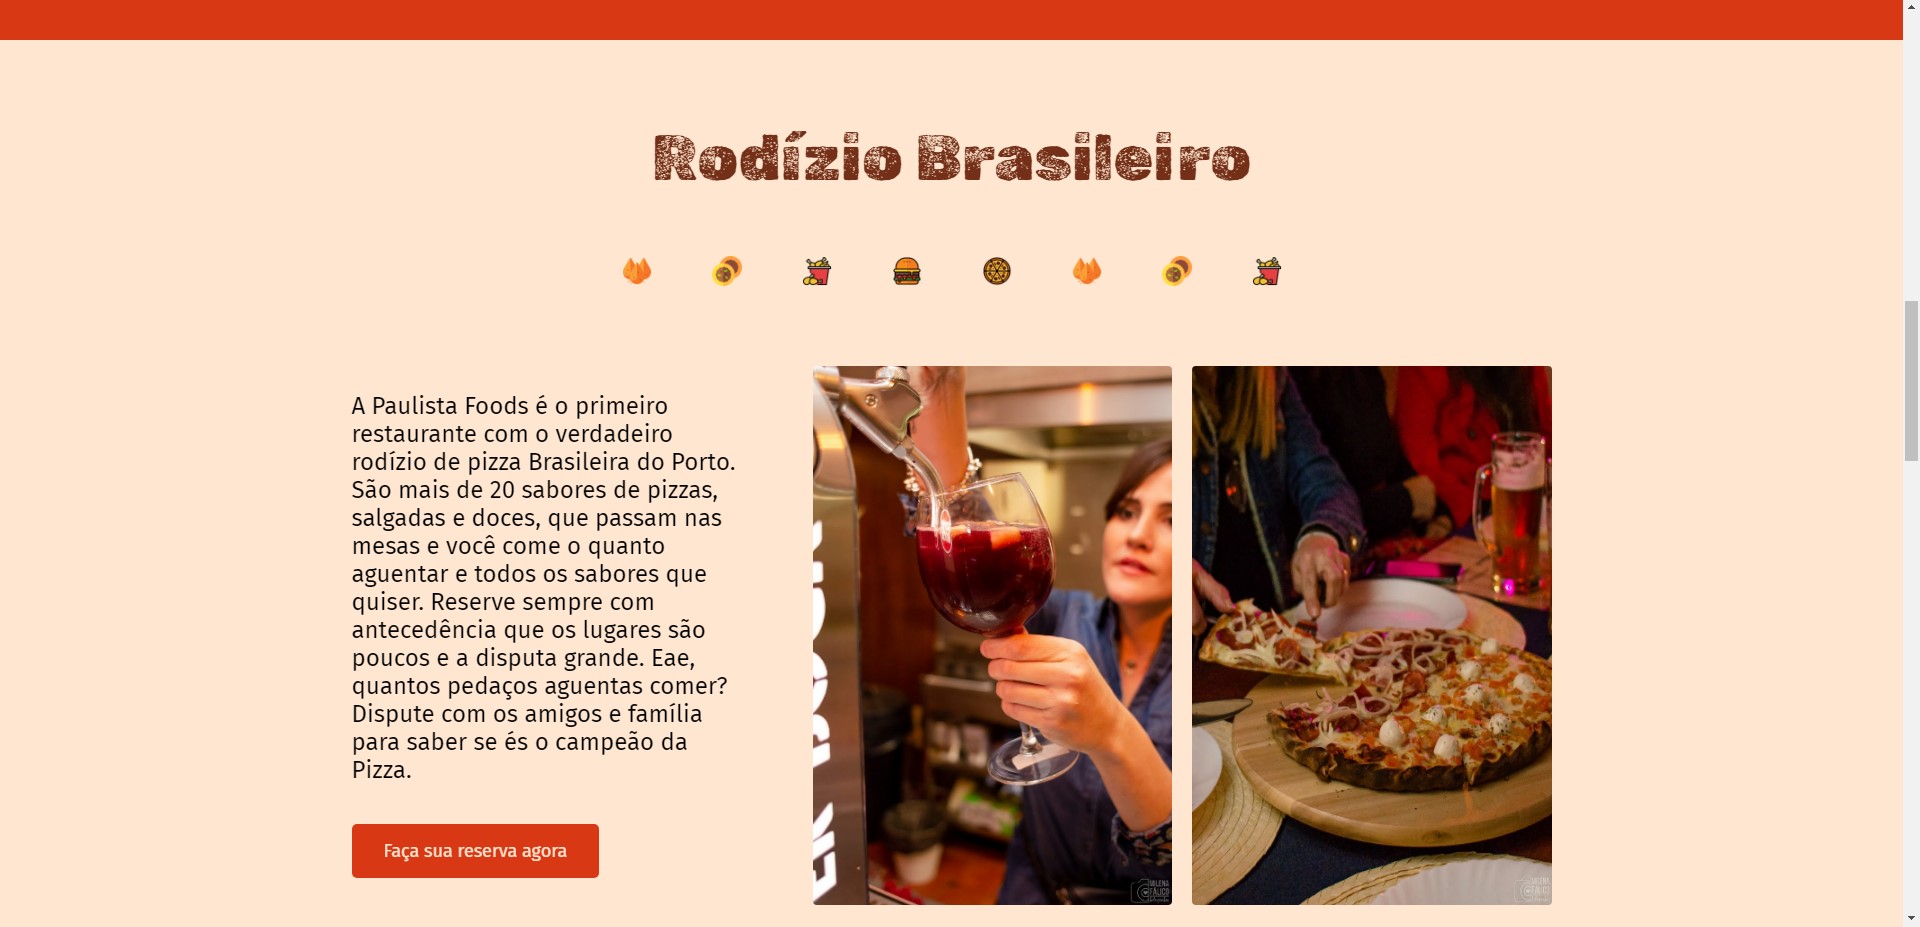 Rodízio Brasileiro
A Paulista Foods é o primeiro
restaurante com o verdadeiro
rodízio de pizza Brasileira do Porto.
São mais de 20 sabores de pizzas,
salgadas e doces, que passam nas
mesas e você come o quanto
aguentar e todos os sabores que
quiser. Reserve sempre com
antecedência que os lugares são
poucos e a disputa grande. Eae,
quantos pedaços aguentas comer?
Dispute com os amigos e família
para saber se és o campeão da
Pizza.
Faça sua reserva agora